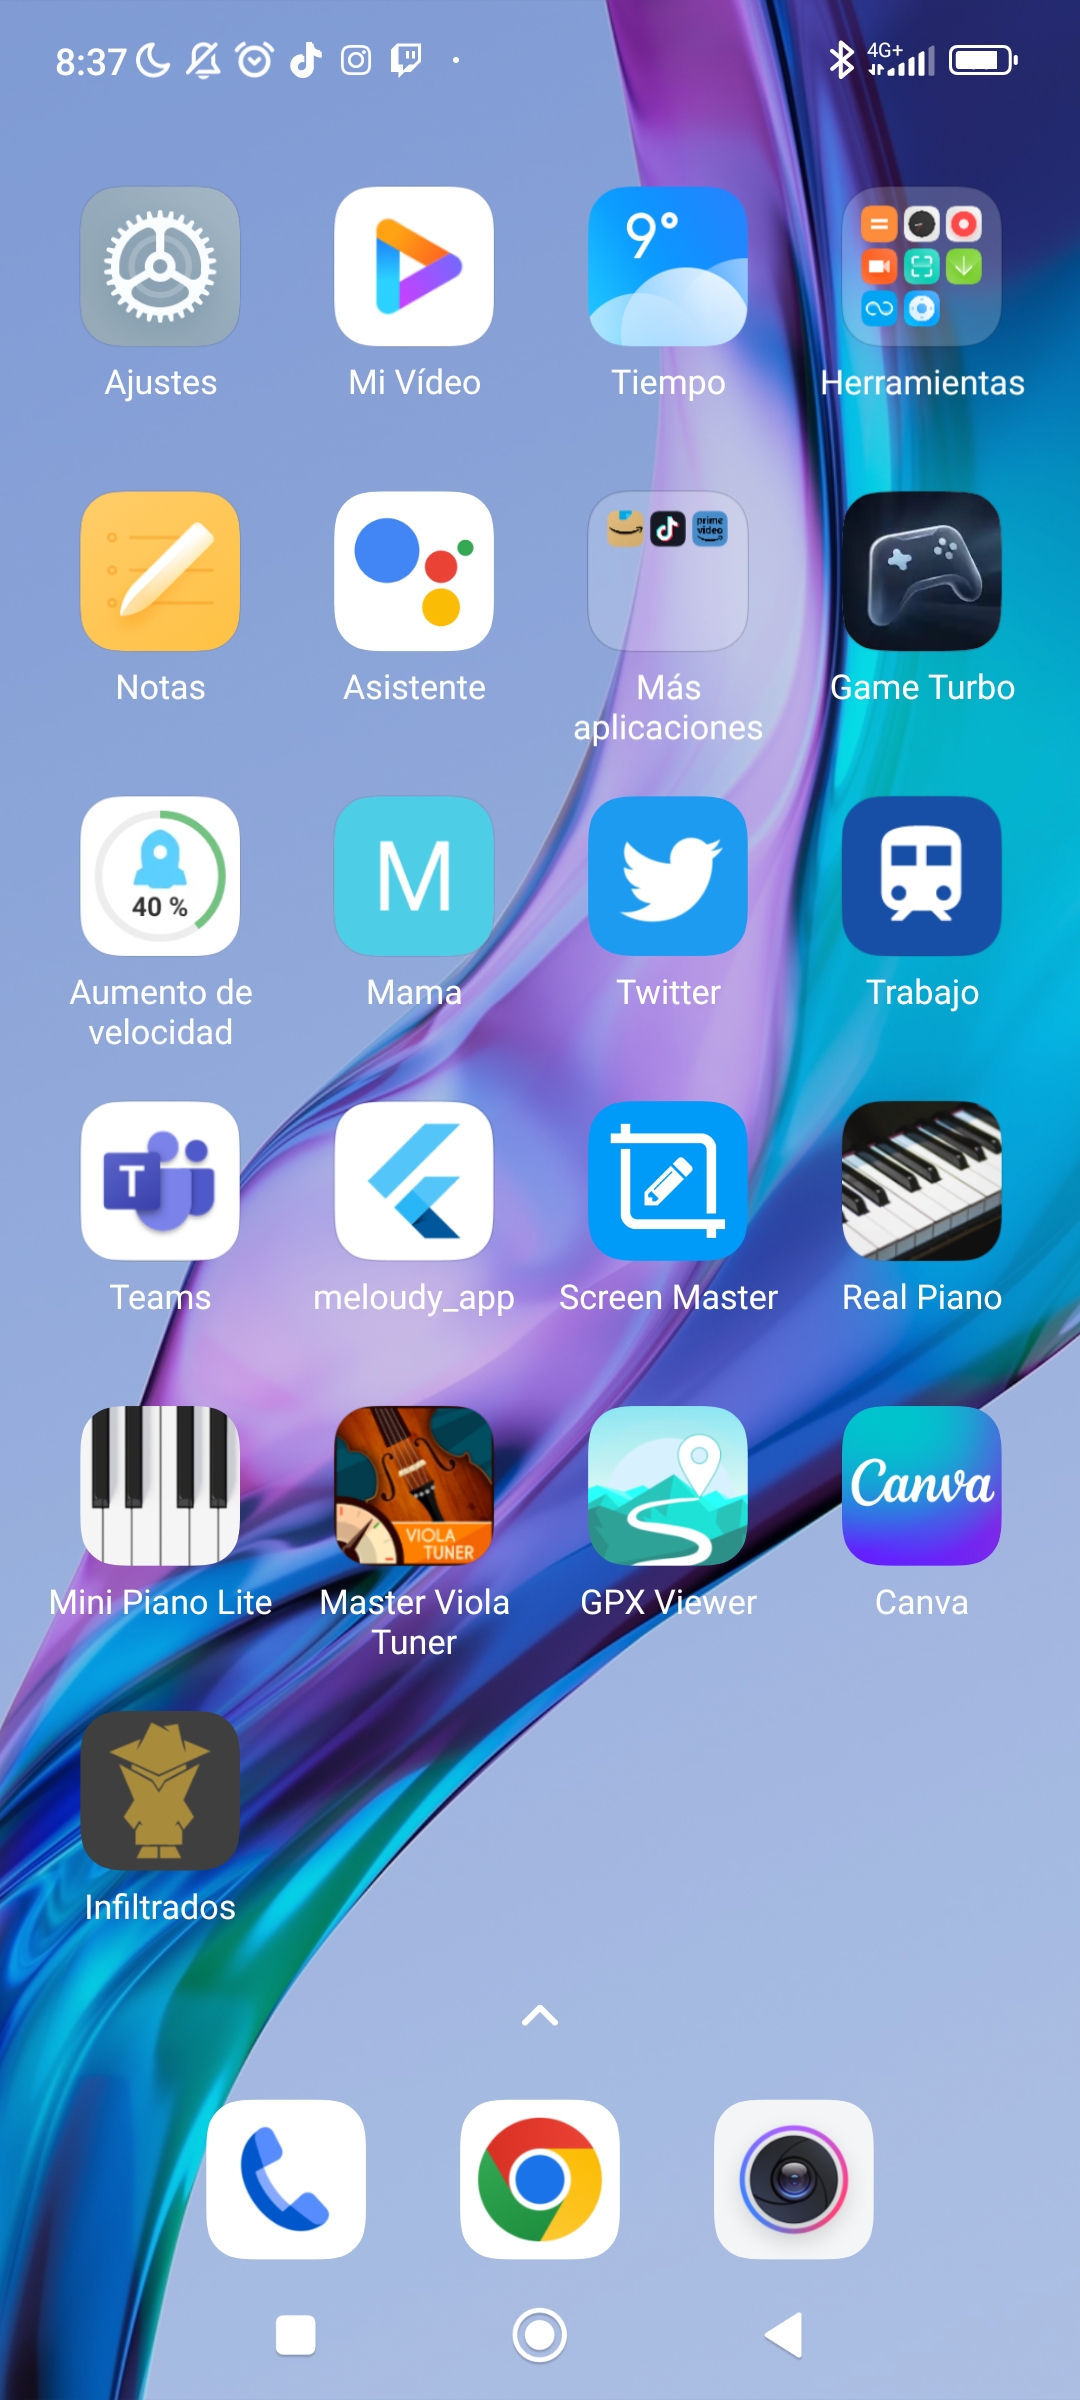 8:37
4G+
9°
Ajustes
Mi Vídeo
Tiempo
Herramientas
prime
video
Notas
Asistente
Más
aplicaciones
Game Turbo
40 %
M
Aumento de
velocidad
Mama
Twitter
Trabajo
T
Teams
meloudy_app
Screen Master
Real Piano
VIOLA
TUNER
Canva
Mini Piano Lite
Master Viola
Tuner
GPX Viewer
Canva
Infiltrados